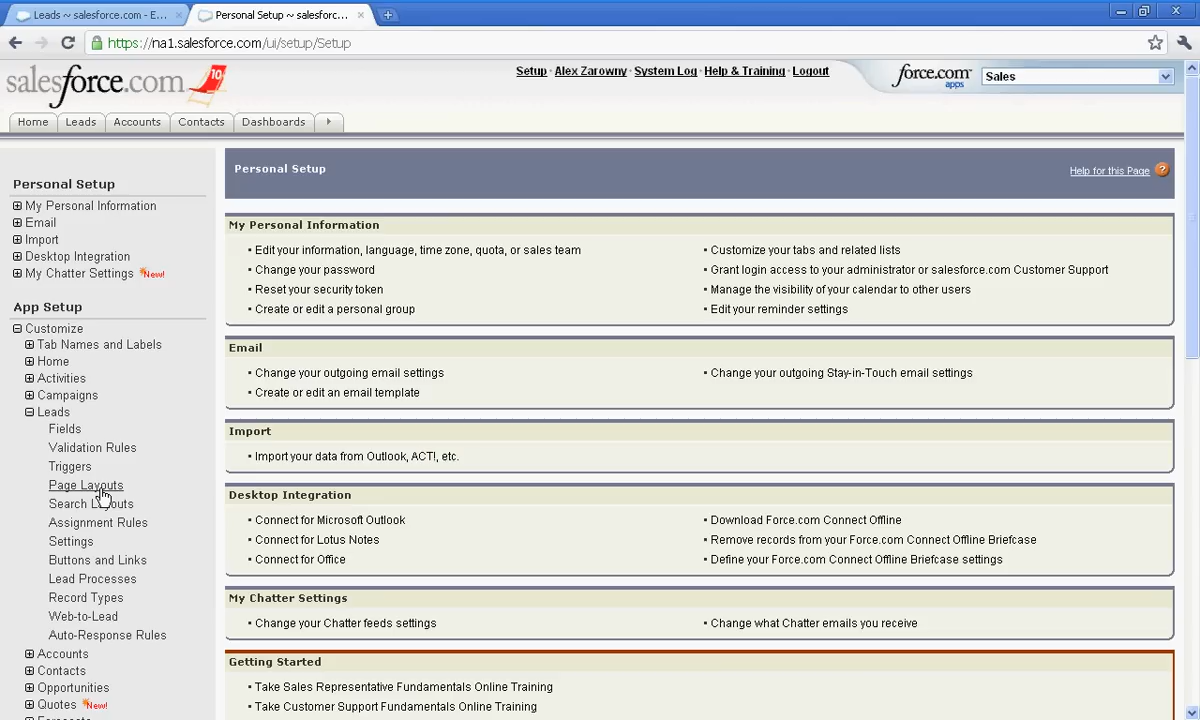 Leads ~ salesforce.com - E...
Personal Setup ~ salesforc...
https://na1.salesforce.com/ui/setup/Setup
salesforce.com
10
Setup · Alex Zarowny · System Log · Help & Training · Logout
force.com
apps
Sales
Home
Leads
Accounts
Contacts
Dashboards
Personal Setup
My Personal Information
Email
Import
Desktop Integration
My Chatter Settings New!
App Setup
Customize
Tab Names and Labels
Home
Activities
Campaigns
Leads
Fields
Validation Rules
Triggers
Page Layouts
Search Layouts
Assignment Rules
Settings
Buttons and Links
Lead Processes
Record Types
Web-to-Lead
Auto-Response Rules
Accounts
Contacts
Opportunities
Quotes New!
Forecasts
Personal Setup
Help for this Page ?
My Personal Information
• Edit your information, language, time zone, quota, or sales team
• Change your password
• Reset your security token
• Create or edit a personal group
• Customize your tabs and related lists
• Grant login access to your administrator or salesforce.com Customer Support
• Manage the visibility of your calendar to other users
• Edit your reminder settings
Email
• Change your outgoing email settings
• Create or edit an email template
• Change your outgoing Stay-in-Touch email settings
Import
• Import your data from Outlook, ACT!, etc.
Desktop Integration
• Connect for Microsoft Outlook
• Connect for Lotus Notes
• Connect for Office
• Download Force.com Connect Offline
• Remove records from your Force.com Connect Offline Briefcase
• Define your Force.com Connect Offline Briefcase settings
My Chatter Settings
• Change your Chatter feeds settings
• Change what Chatter emails you receive
Getting Started
• Take Sales Representative Fundamentals Online Training
• Take Customer Support Fundamentals Online Training